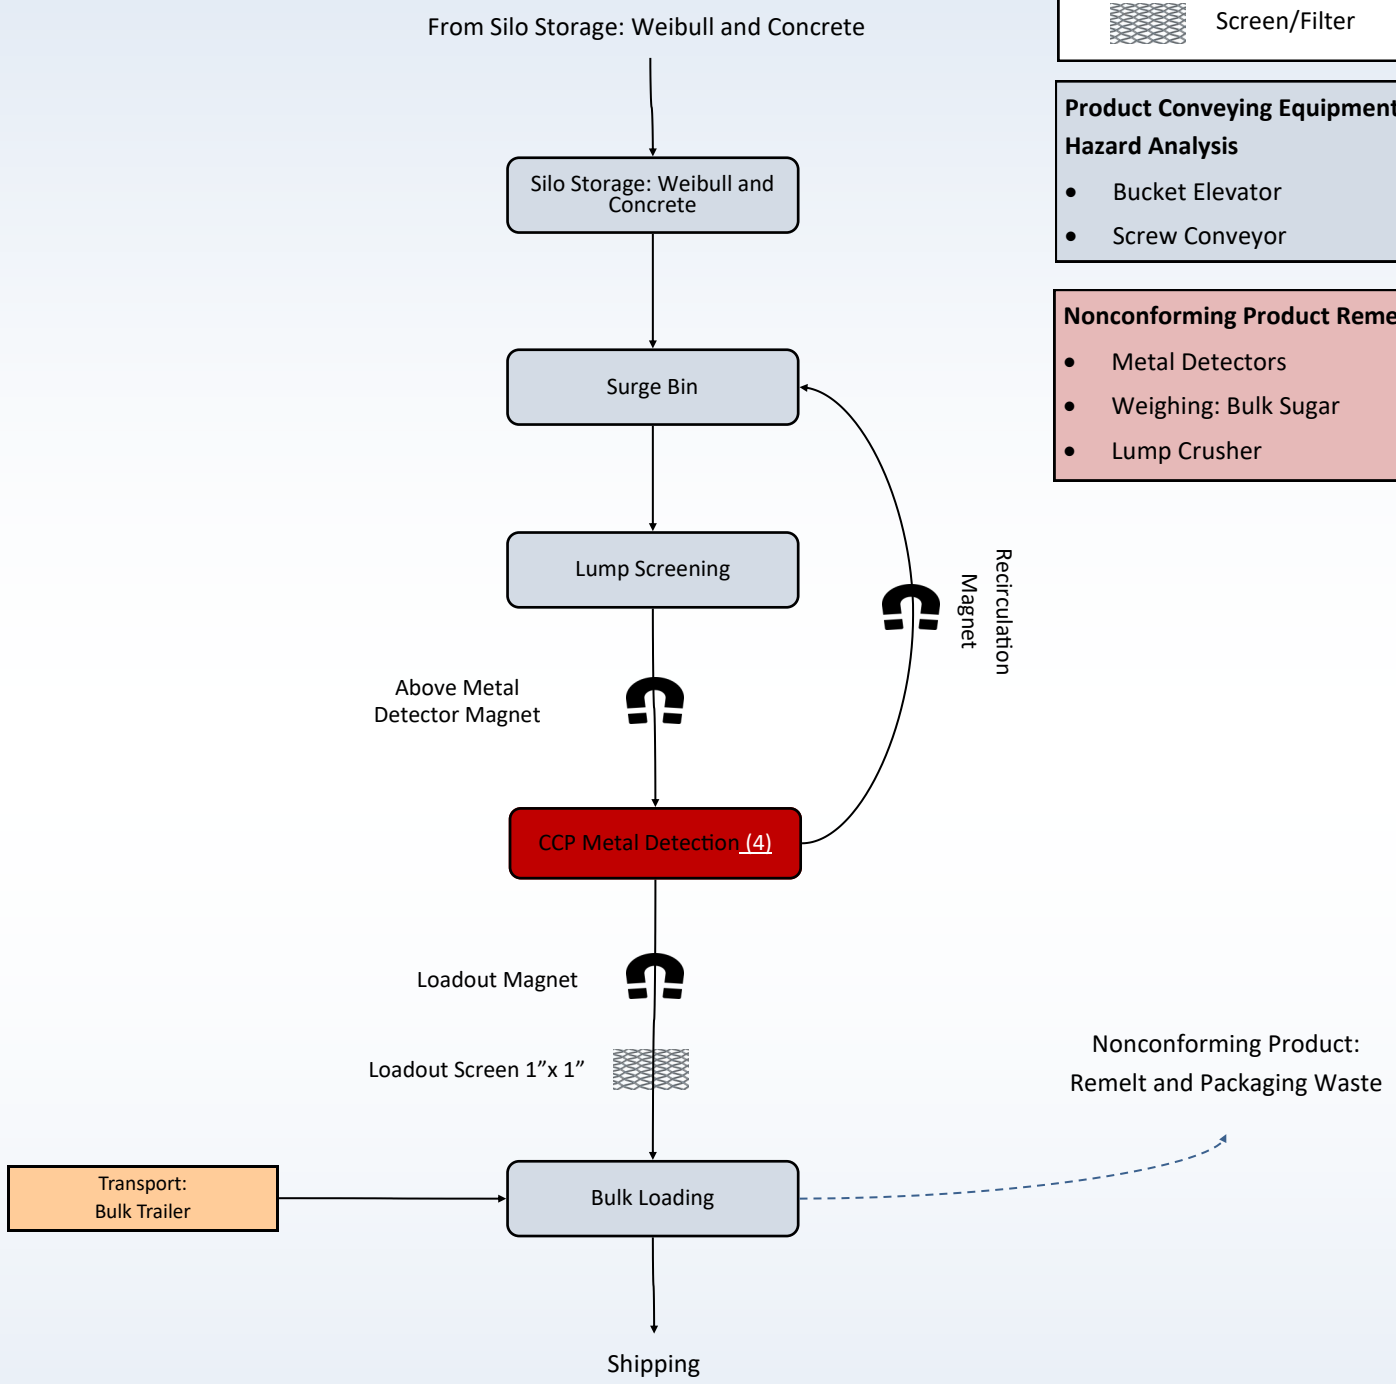 From Silo Storage: Weibull and Concrete
Screen/Filter
Product Conveying Equipment
Hazard Analysis
• Bucket Elevator
• Screw Conveyor
Silo Storage: Weibull and
Concrete
Nonconforming Product Reme
• Metal Detectors
• Weighing: Bulk Sugar
• Lump Crusher
Surge Bin
Lump Screening
Recirculation
Magnet
Above Metal
Detector Magnet
CCP Metal Detection (4)
Loadout Magnet
Loadout Screen 1”x 1”
Nonconforming Product:
Remelt and Packaging Waste
Transport:
Bulk Trailer
Bulk Loading
Shipping